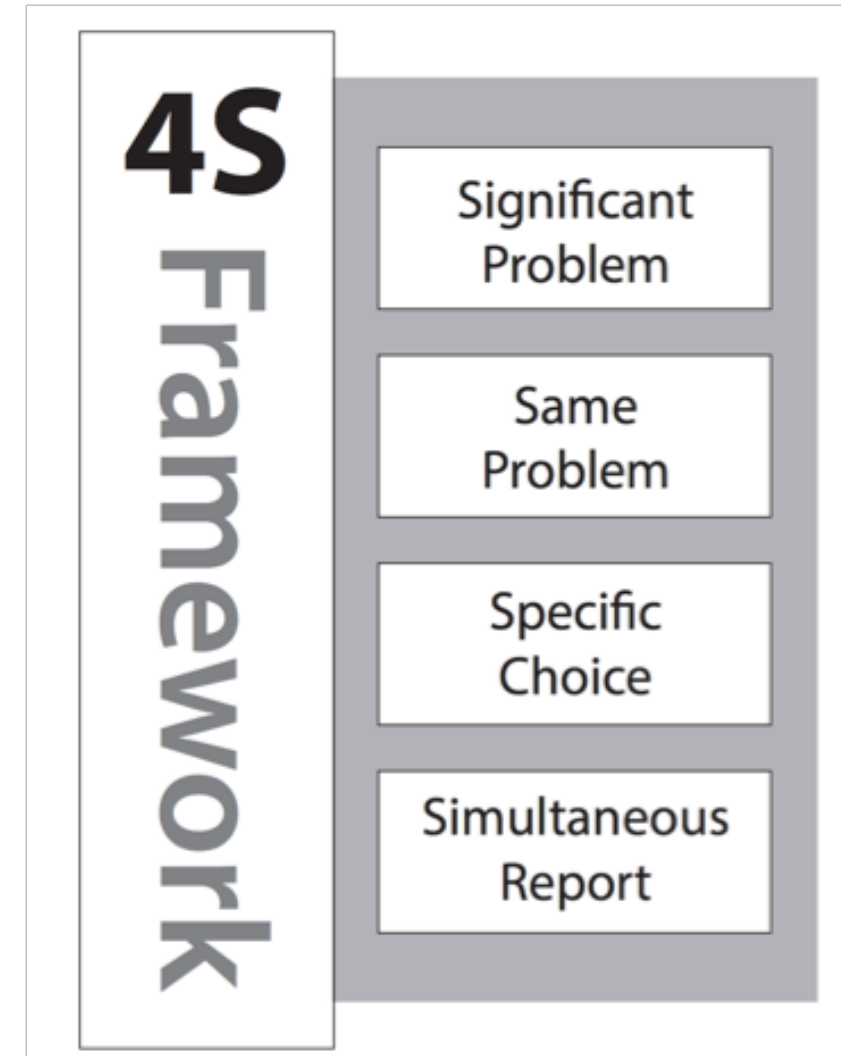 4S
Framework
Significant
Problem
Same
Problem
Specific
Choice
Simultaneous
Report